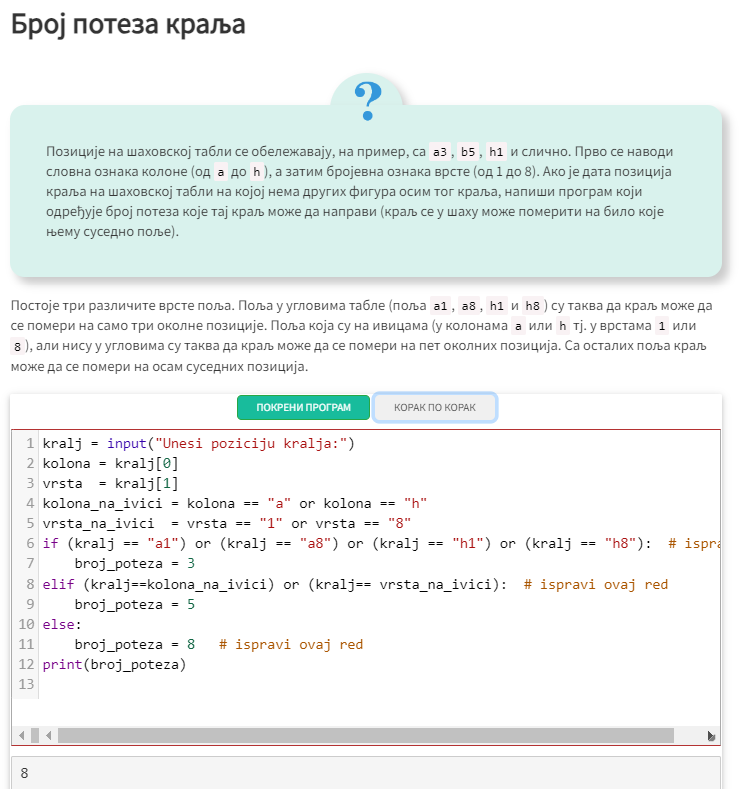 Број потеза краља
?
Позиције на шаховској табли се обележавају, на пример, са a3, b5, h1 и слично. Прво се наводи
словна ознака колоне (од a до h), а затим бројевна ознака врсте (од 1 до 8). Ако је дата позиција
краља на шаховској табли на којој нема других фигура осим тог краља, напиши програм који
одређује број потеза које тај краљ може да направи (краљ се у шаху може померити на било које
њему суседно поље).
Постоје три различите врсте поља. Поља у угловима табле (поља a1, a8, h1 и h8) су таква да краљ може да
се помери на само три околне позиције. Поља која су на ивицама (у колонама a или h тј. у врстама 1 или
8), али нису у угловима су таква да краљ може да се помери на пет околних позиција. Са осталих поља краљ
може да се помери на осам суседних позиција.
ПОКРЕНИ ПРОГРАМ КОРАК ПО КОРАК
1 kralj = input("Unesi poziciju kralja:")
2 kolona = kralj[0]
3 vrsta  = kralj[1]
4 kolona_na_ivici = kolona == "a" or kolona == "h"
5 vrsta_na_ivici  = vrsta == "1" or vrsta == "8"
6 if (kralj == "a1") or (kralj == "a8") or (kralj == "h1") or (kralj == "h8"):  # ispra
7     broj_poteza = 3
8 elif (kralj==kolona_na_ivici) or (kralj== vrsta_na_ivici):  # ispravi ovaj red
9     broj_poteza = 5
10 else:
11     broj_poteza = 8   # ispravi ovaj red
12 print(broj_poteza)
13
8